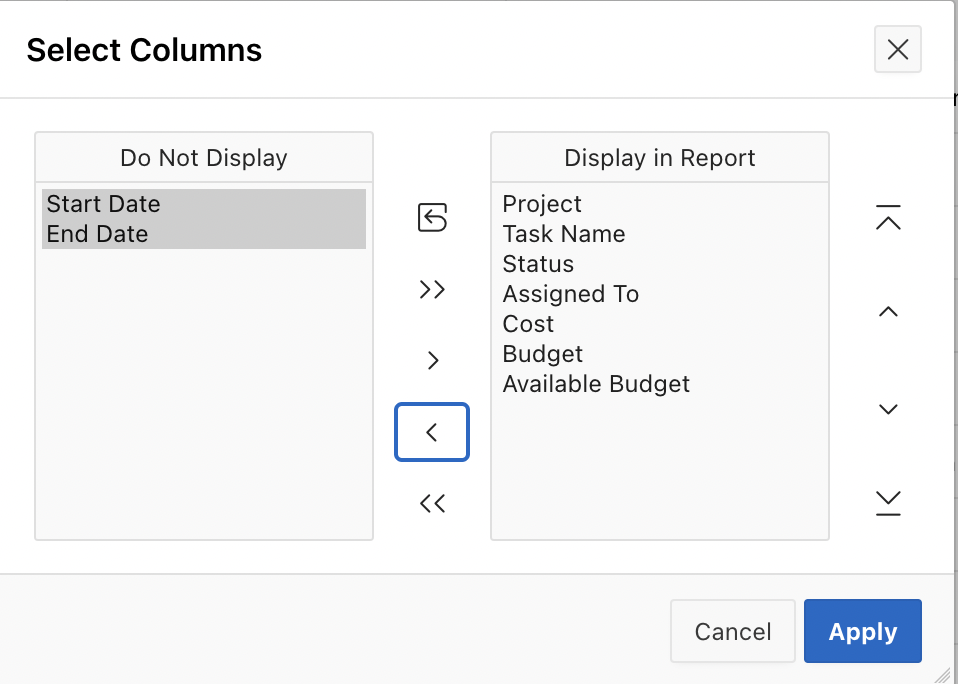 Select Columns
Do Not Display
Start Date
End Date
Display in Report
Project
Task Name
Status
Assigned To
Cost
Budget
Available Budget
Cancel
Apply